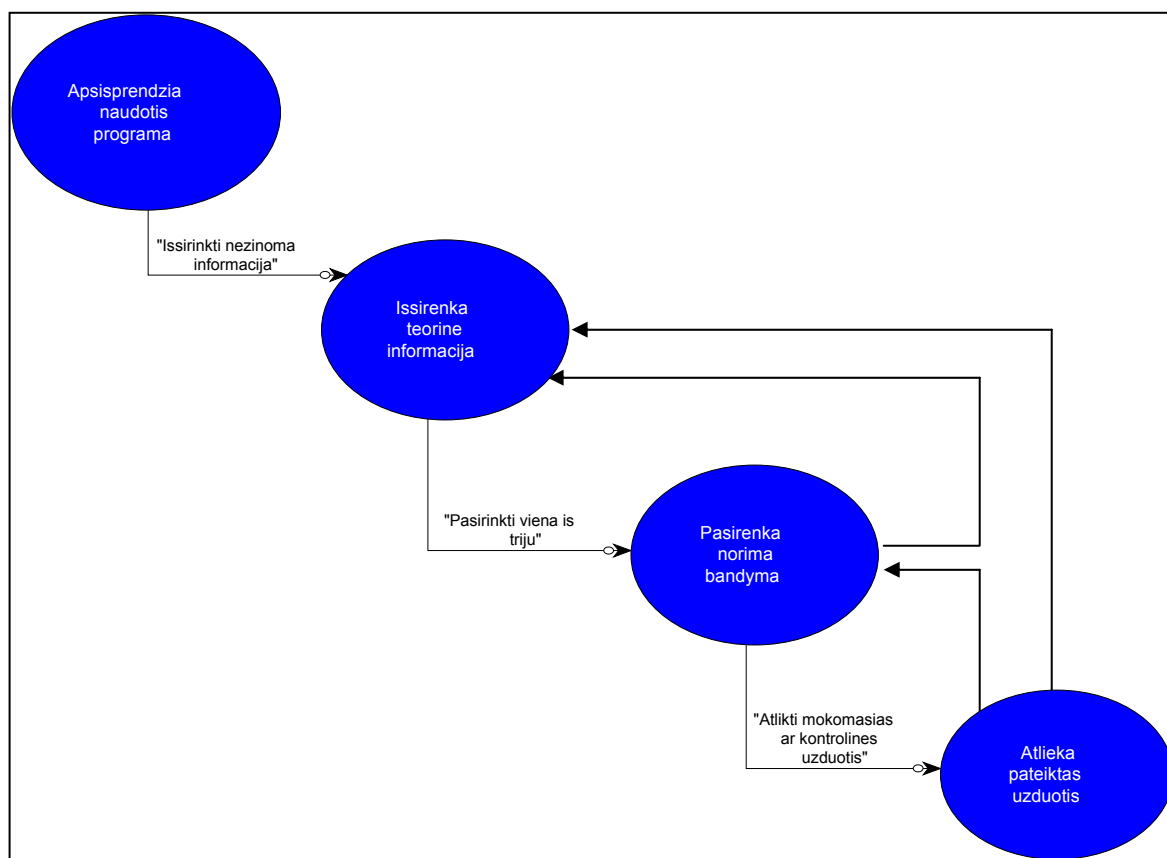 Apsisprendzia
naudotis
programa
"Issirinkti nezinoma
informacija"
Issirenka
teorine
informacija
"Pasirinkti viena is
triju"
Pasirenka
norima
bandyma
"Atlikti mokomasias
ar kontrolines
uzduotis"
Atlieka
pateiktas
uzduotis